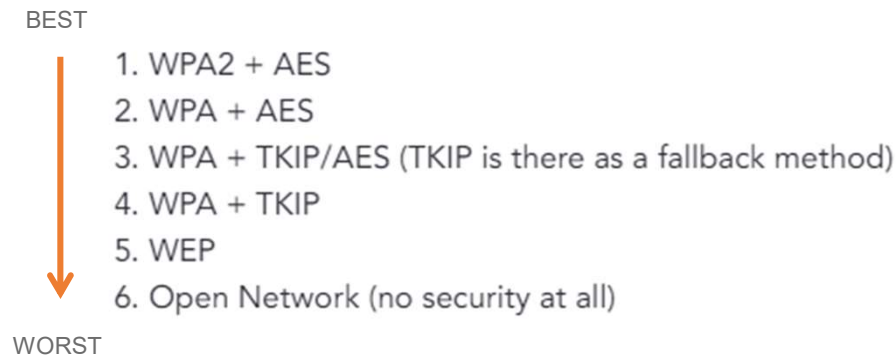 BEST
1. WPA2 + AES
2. WPA + AES
3. WPA + TKIP/AES (TKIP is there as a fallback method)
4. WPA + TKIP
5. WEP
6. Open Network (no security at all)
WORST